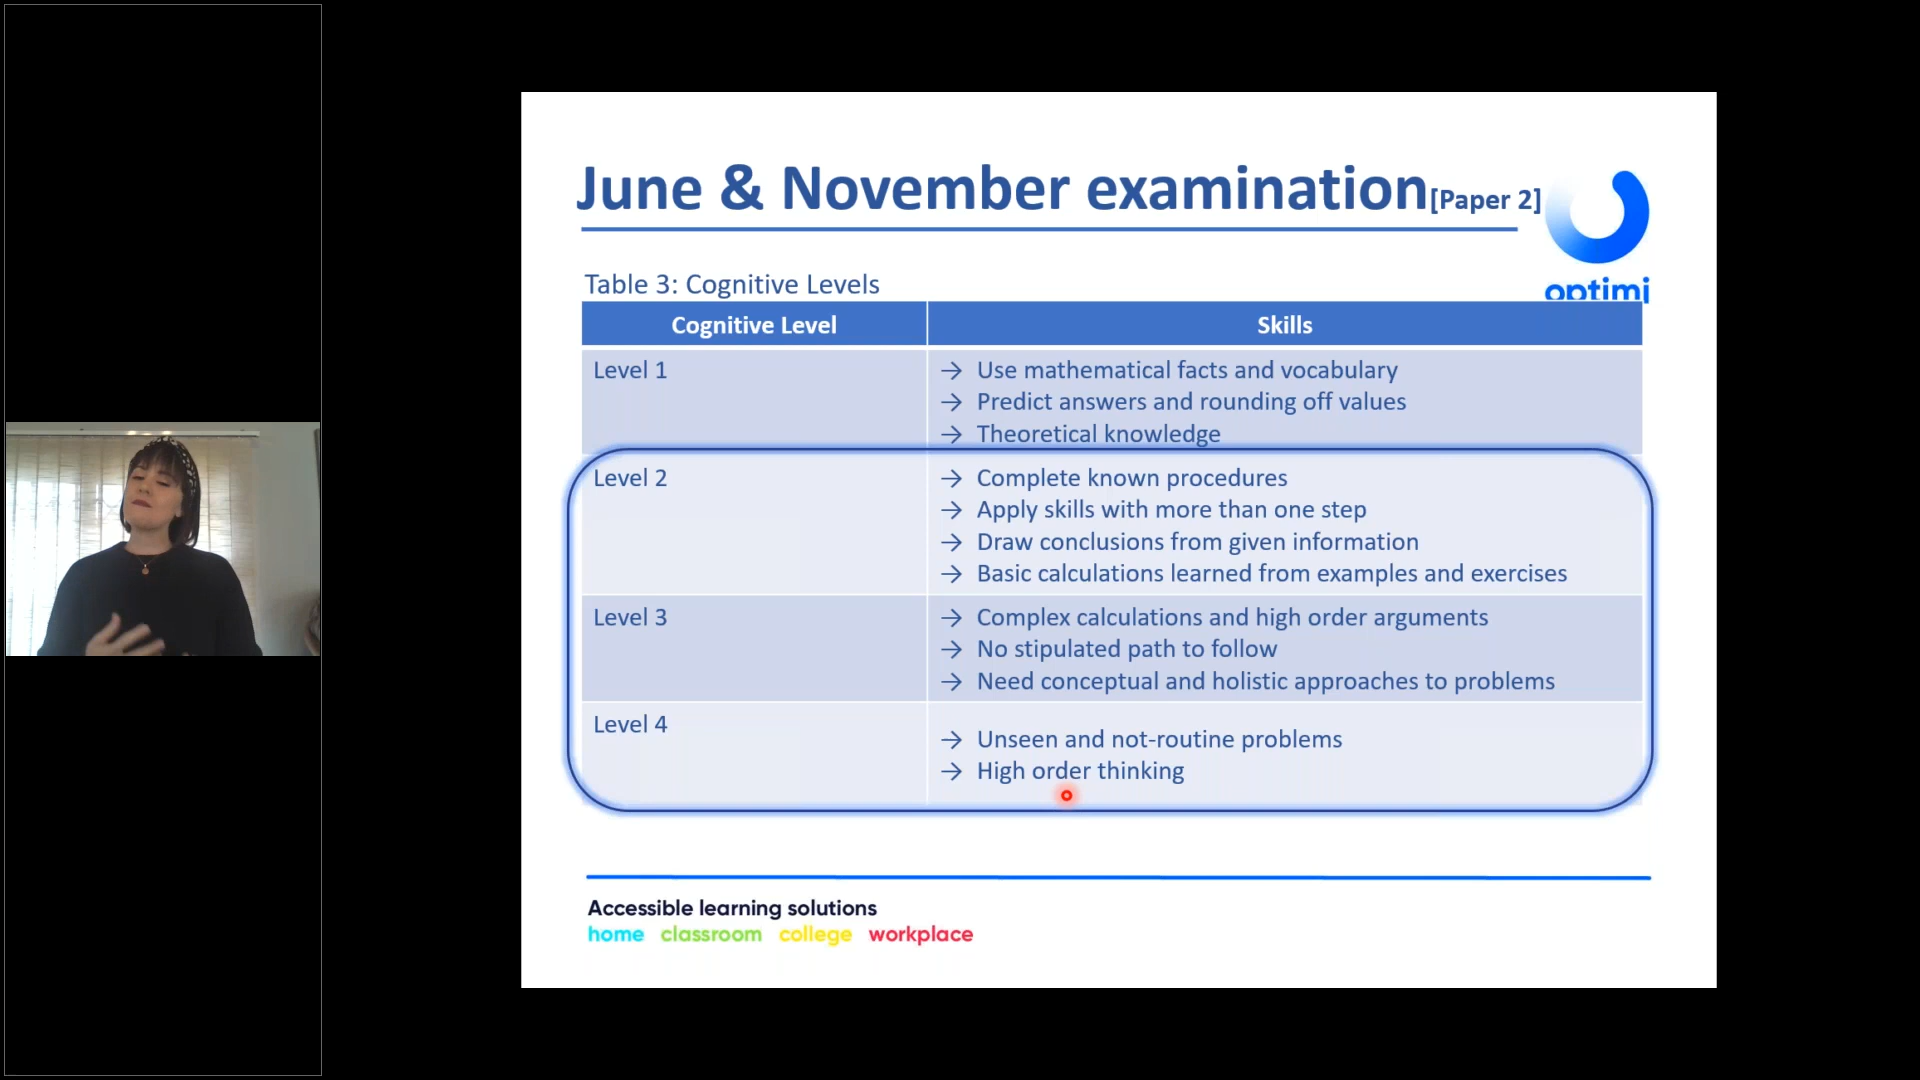 June & November examination[Paper 2]
optimi
Table 3: Cognitive Levels
Cognitive Level
Skills
Level 1
→ Use mathematical facts and vocabulary
→ Predict answers and rounding off values
→ Theoretical knowledge
Level 2
→ Complete known procedures
→ Apply skills with more than one step
→ Draw conclusions from given information
→ Basic calculations learned from examples and exercises
Level 3
→ Complex calculations and high order arguments
→ No stipulated path to follow
→ Need conceptual and holistic approaches to problems
Level 4
→ Unseen and not-routine problems
→ High order thinking
Accessible learning solutions
home classroom college workplace